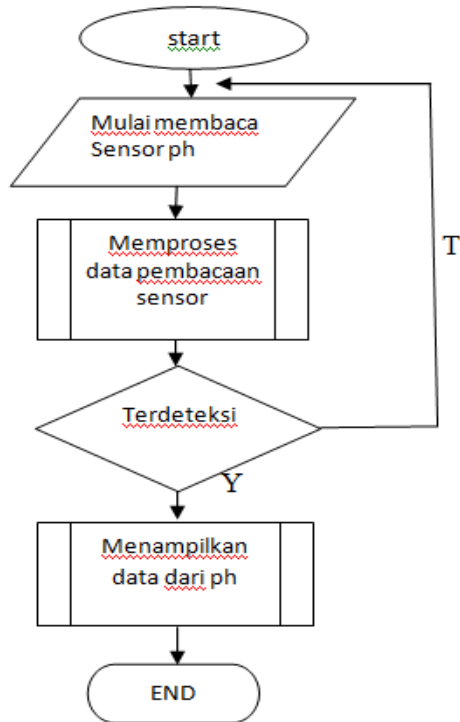 start
Mulai membaca
Sensor ph
Memproses
data pembacaan
sensor
T
Terdeteksi
Y
Menampilkan
data dari ph
END